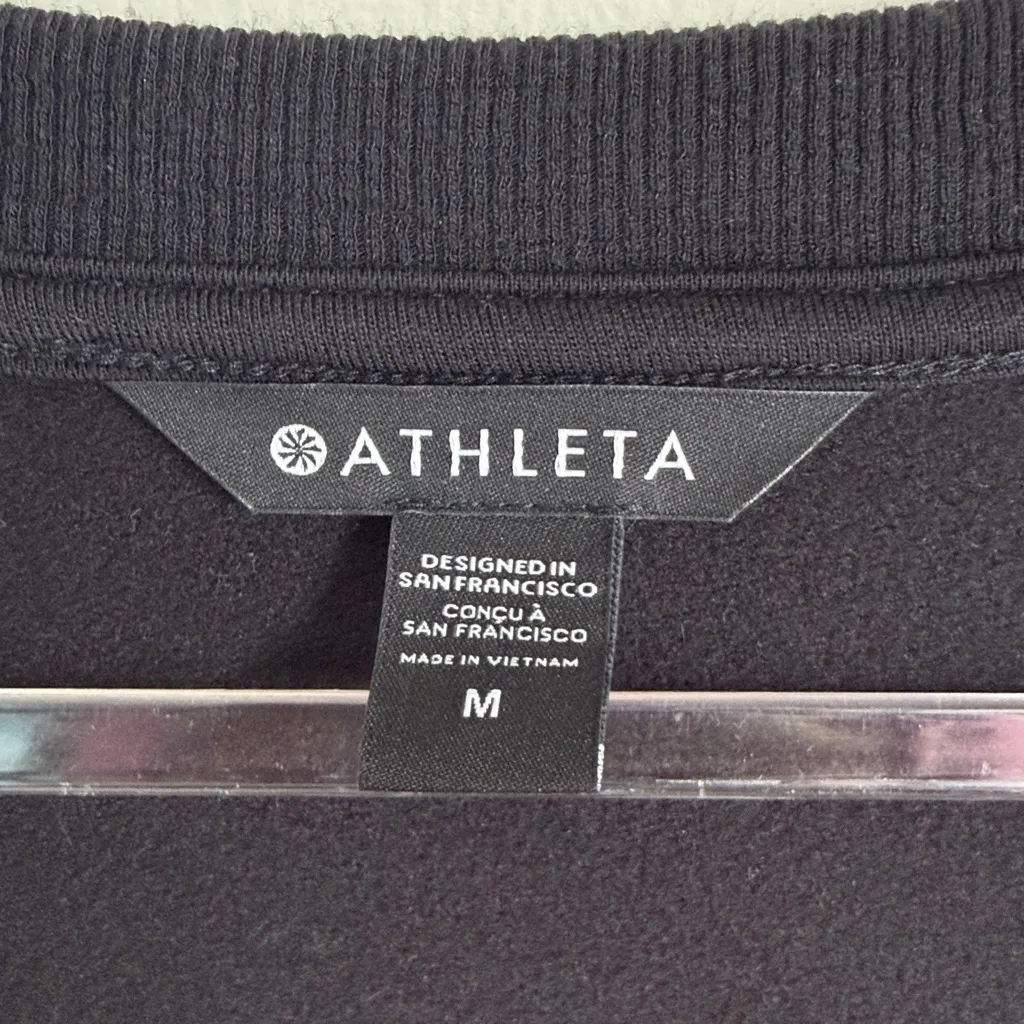 ATHLETA
DESIGNED IN
SAN FRANCISCO
CONÇU À
SAN FRANCISCO
MADE IN VIETNAM
M